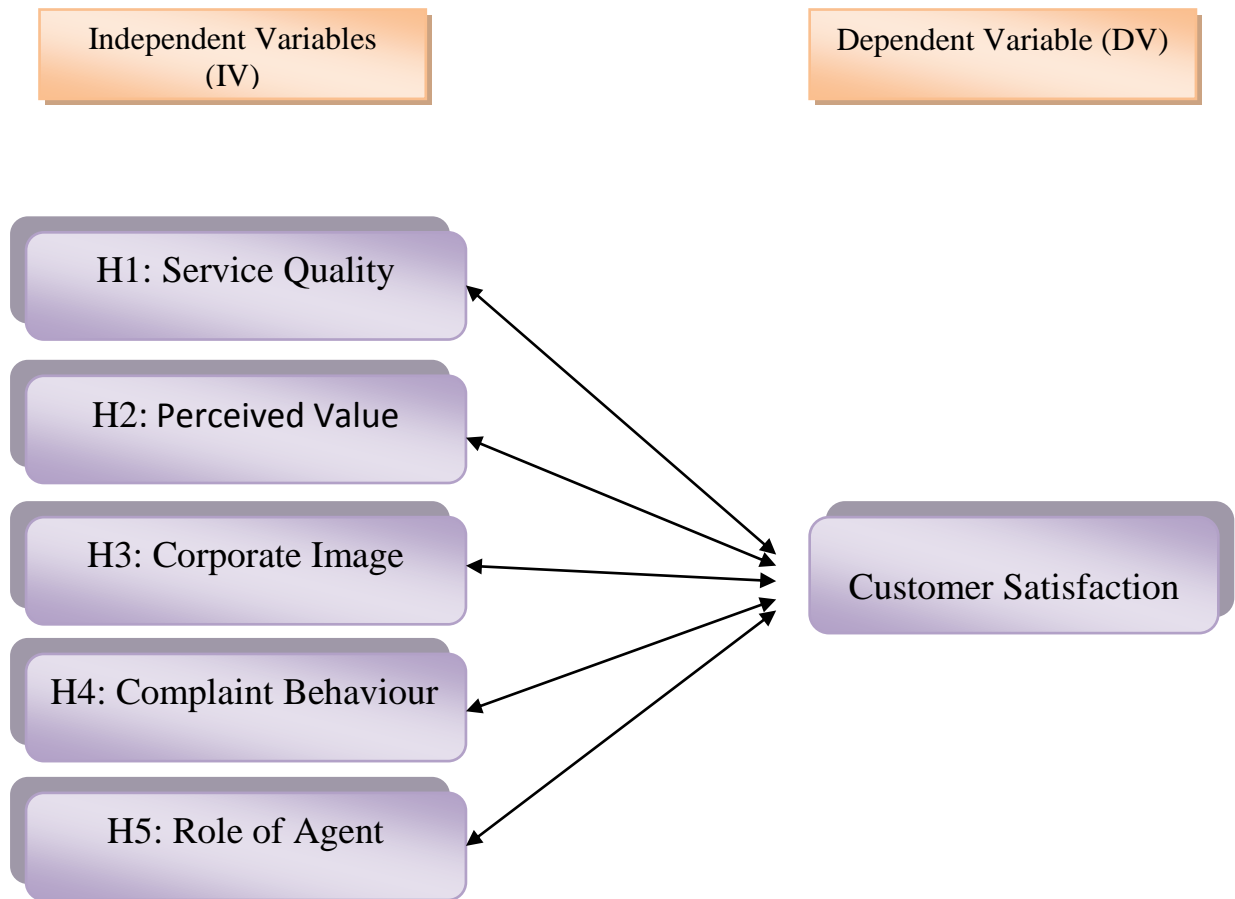 Independent Variables
(IV)
Dependent Variable (DV)
H1: Service Quality
H2: Perceived Value
H3: Corporate Image
H4: Complaint Behaviour
H5: Role of Agent
Customer Satisfaction